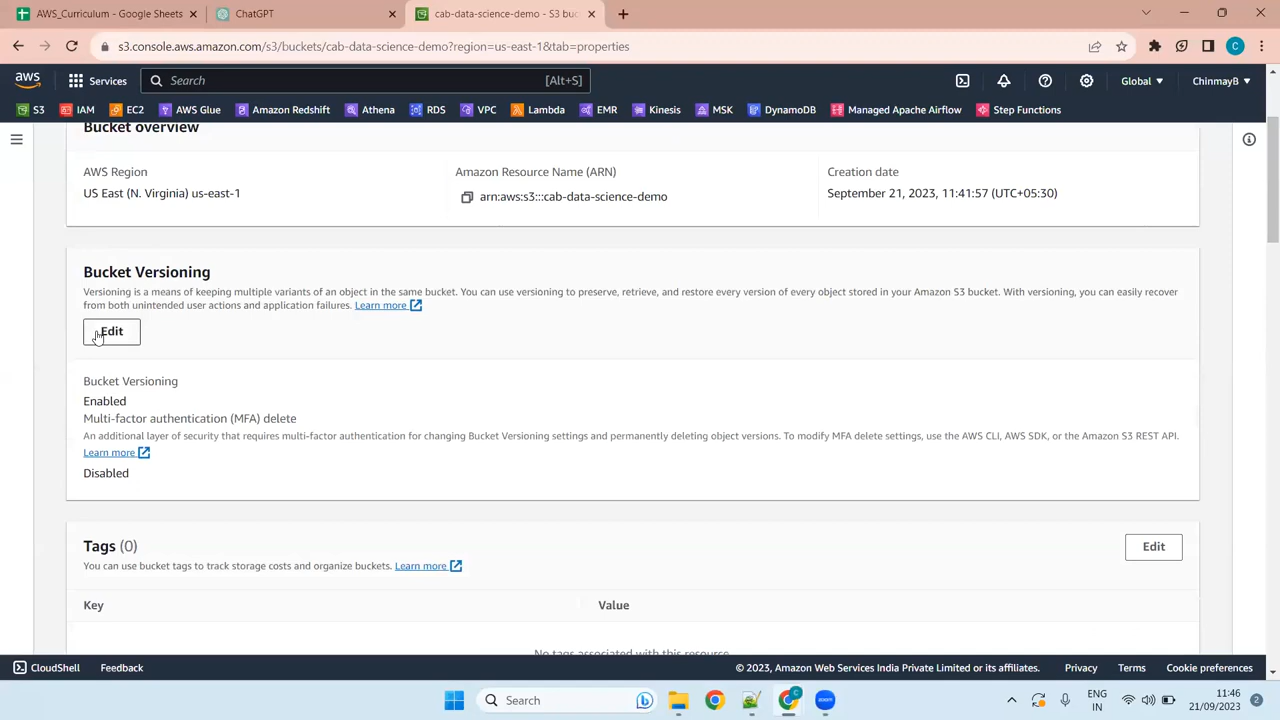 AWS_Curriculum - Google Sheets
ChatGPT
cab-data-science-demo - S3 buc
s3.console.aws.amazon.com/s3/buckets/cab-data-science-demo?region=us-east-1&tab=properties
aws
Services
Search
[Alt+S]
Global
ChinmayB
S3
IAM
EC2
AWS Glue
Amazon Redshift
Athena
RDS
VPC
Lambda
EMR
Kinesis
MSK
DynamoDB
Managed Apache Airflow
Step Functions
Bucket overview
AWS Region
Amazon Resource Name (ARN)
Creation date
US East (N. Virginia) us-east-1
arn:aws:s3:::cab-data-science-demo
September 21, 2023, 11:41:57 (UTC+05:30)
Bucket Versioning
Versioning is a means of keeping multiple variants of an object in the same bucket. You can use versioning to preserve, retrieve, and restore every version of every object stored in your Amazon S3 bucket. With versioning, you can easily recover
from both unintended user actions and application failures. Learn more
Edit
Bucket Versioning
Enabled
Multi-factor authentication (MFA) delete
An additional layer of security that requires multi-factor authentication for changing Bucket Versioning settings and permanently deleting object versions. To modify MFA delete settings, use the AWS CLI, AWS SDK, or the Amazon S3 REST API.
Learn more
Disabled
Tags (0)
Edit
You can use bucket tags to track storage costs and organize buckets. Learn more
Key
Value
No tags associated with this resource.
CloudShell
Feedback
© 2023, Amazon Web Services India Private Limited or its affiliates.
Privacy
Terms
Cookie preferences
Search
C
ENG
IN
11:46
21/09/2023
2